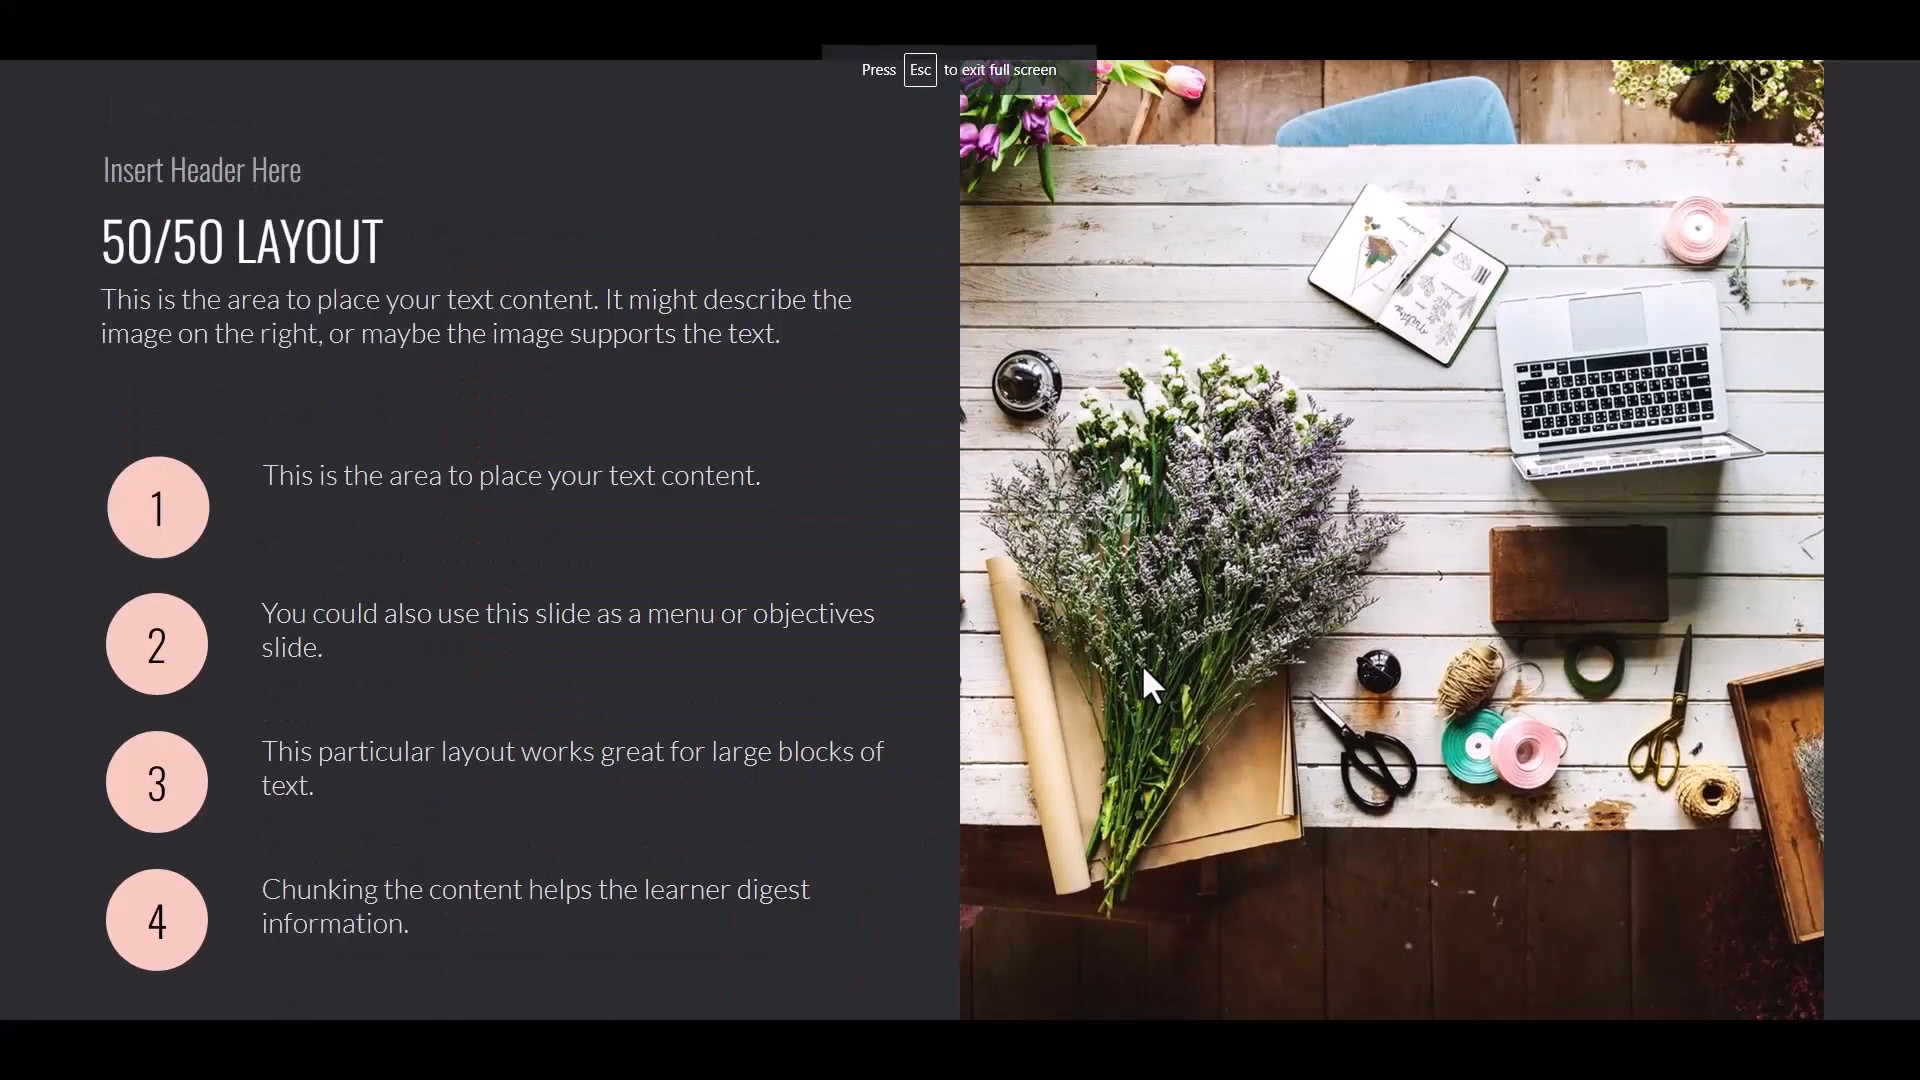 Press Esc to exit full screen
Insert Header Here
50/50 LAYOUT
This is the area to place your text content. It might describe the
image on the right, or maybe the image supports the text.
1
This is the area to place your text content.
2
You could also use this slide as a menu or objectives
slide.
3
This particular layout works great for large blocks of
text.
4
Chunking the content helps the learner digest
information.